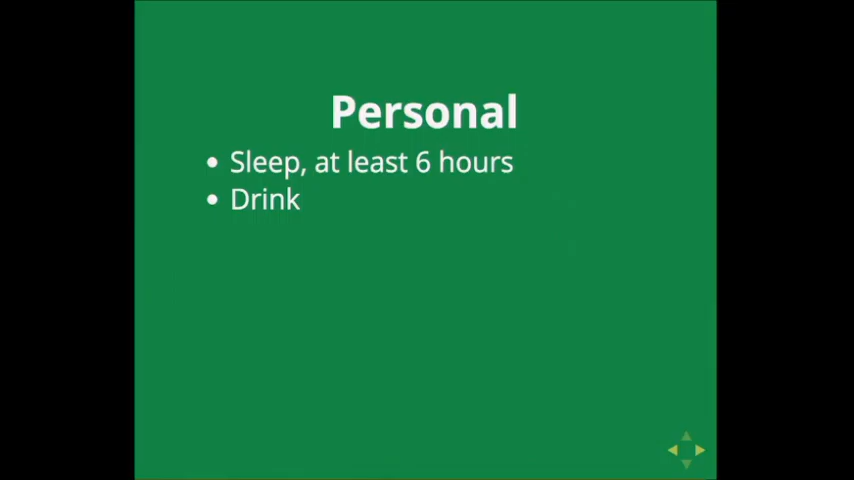 Personal
• Sleep, at least 6 hours
• Drink